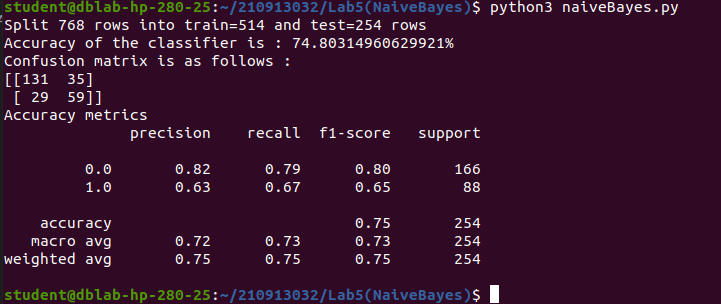 student@dblab-hp-280-25:~/210913032/Lab5(NaiveBayes)$ python3 naiveBayes.py
Split 768 rows into train=514 and test=254 rows
Accuracy of the classifier is : 74.80314960629921%
Confusion matrix is as follows :
[[131  35]
 [ 29  59]]
Accuracy metrics
              precision    recall  f1-score   support

         0.0       0.82      0.79      0.80       166
         1.0       0.63      0.67      0.65        88

    accuracy                           0.75       254
   macro avg       0.72      0.73      0.73       254
weighted avg       0.75      0.75      0.75       254

student@dblab-hp-280-25:~/210913032/Lab5(NaiveBayes)$